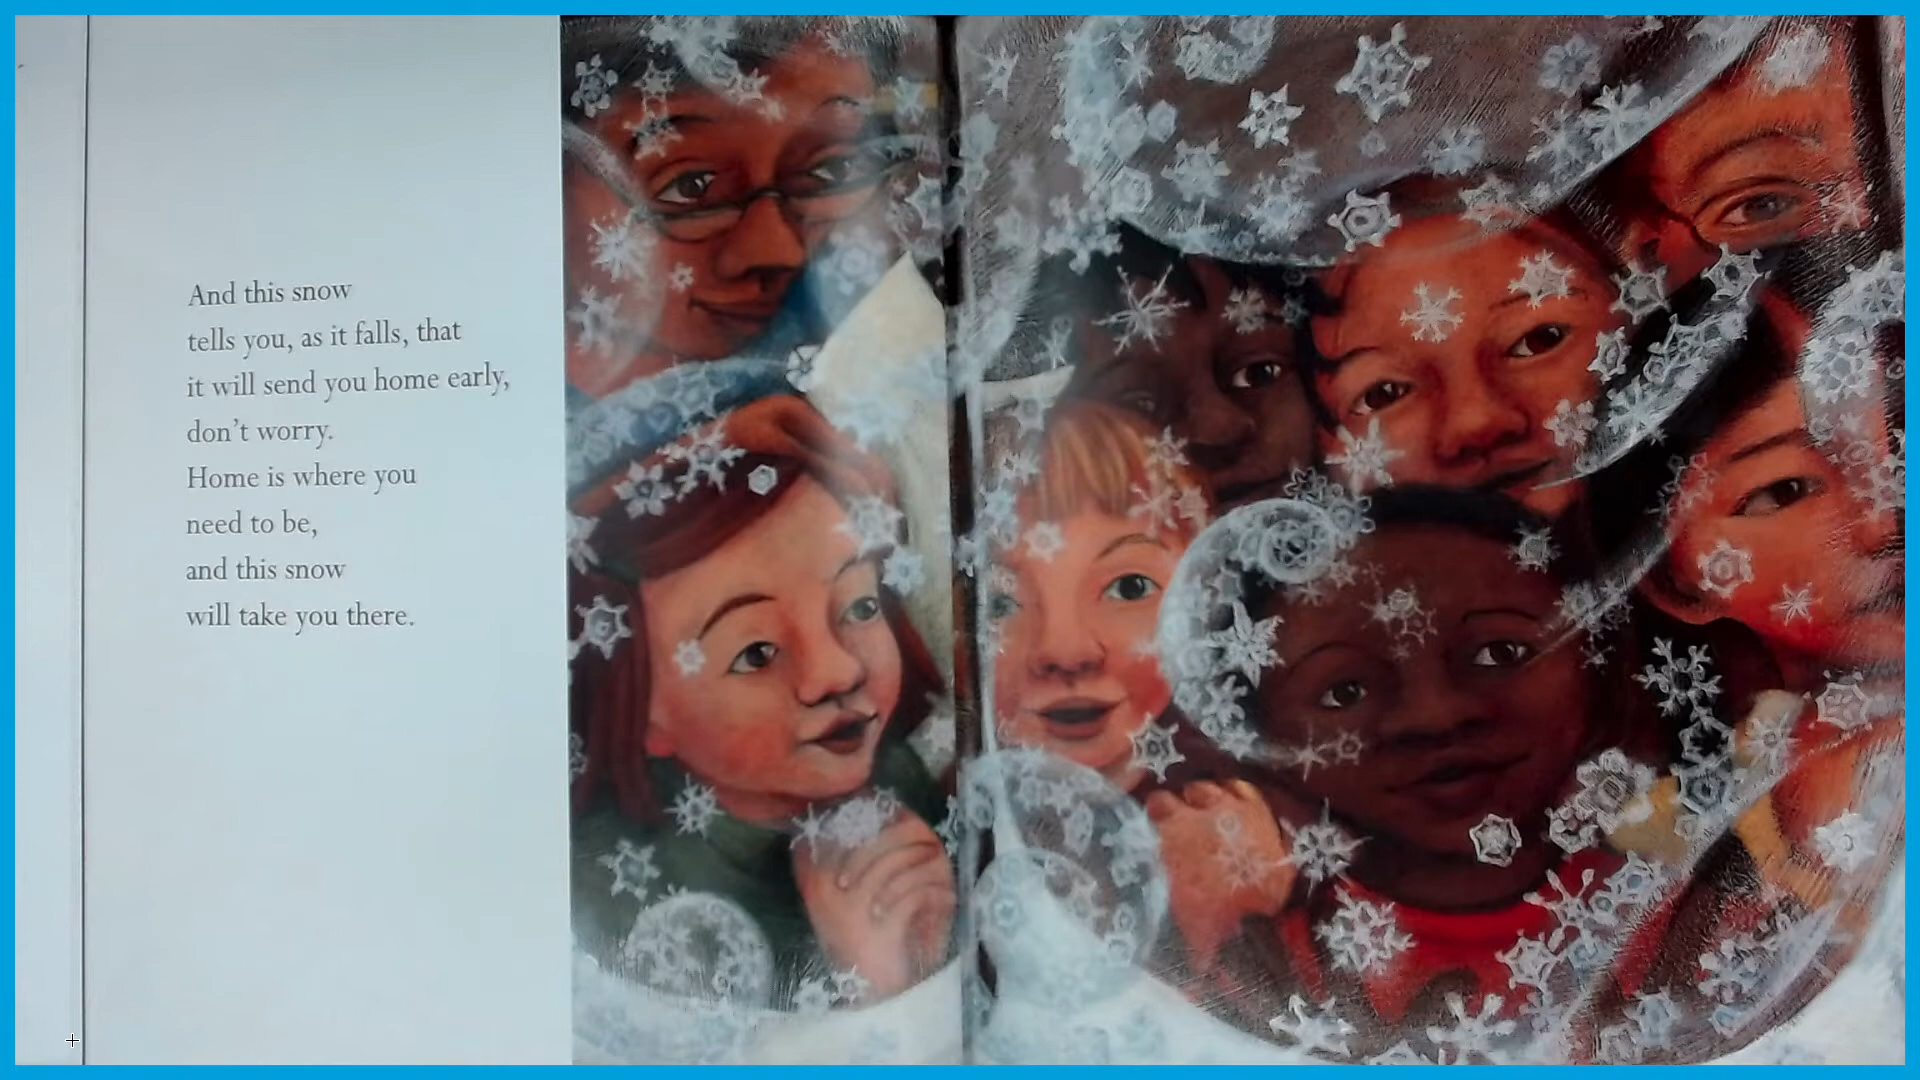 And this snow
tells you, as it falls, that
it will send you home early,
don't worry.
Home is where you
need to be,
and this snow
will take you there.